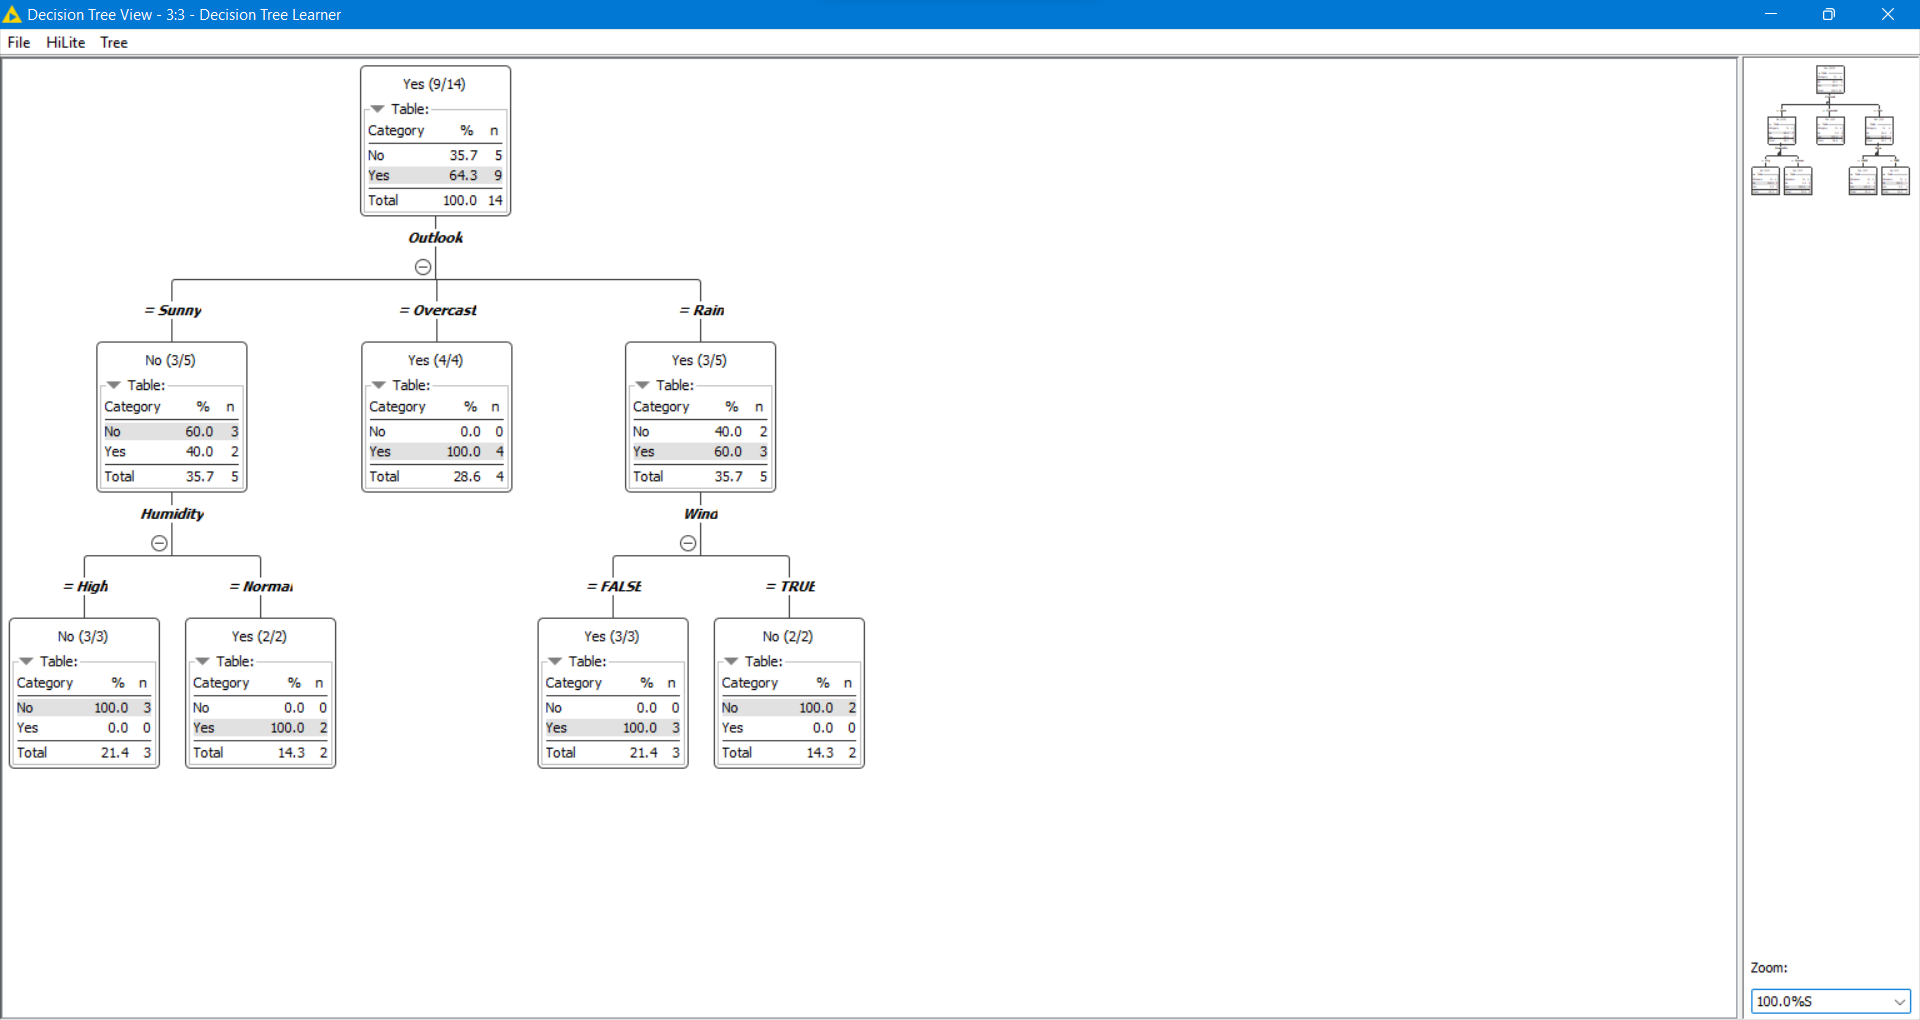 Decision Tree View - 3:3 - Decision Tree Learner
File HiLite Tree
Yes (9/14)
Table:
Category % n
No 35.7 5
Yes 64.3 9
Total 100.0 14
Outlook
= Sunny = Overcast = Rain
No (3/5)
Table:
Category % n
No 60.0 3
Yes 40.0 2
Total 35.7 5
Yes (4/4)
Table:
Category % n
No 0.0 0
Yes 100.0 4
Total 28.6 4
Yes (3/5)
Table:
Category % n
No 40.0 2
Yes 60.0 3
Total 35.7 5
Humidity
Wind
= High = Normal
= FALSE = TRUE
No (3/3)
Table:
Category % n
No 100.0 3
Yes 0.0 0
Total 21.4 3
Yes (2/2)
Table:
Category % n
No 0.0 0
Yes 100.0 2
Total 14.3 2
Yes (3/3)
Table:
Category % n
No 0.0 0
Yes 100.0 3
Total 21.4 3
No (2/2)
Table:
Category % n
No 100.0 2
Yes 0.0 0
Total 14.3 2
Zoom:
100.0%S